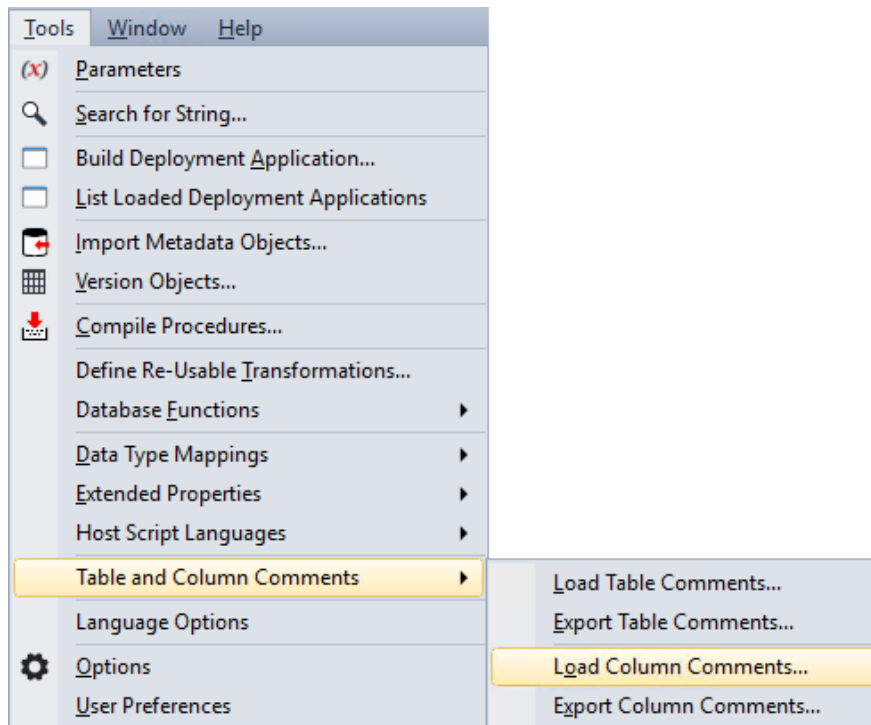 Tools Window Help
(x) Parameters
Search for String...
Build Deployment Application...
List Loaded Deployment Applications
Import Metadata Objects...
Version Objects...
Compile Procedures...
Define Re-Usable Transformations...
Database Functions
Data Type Mappings
Extended Properties
Host Script Languages
Table and Column Comments
Language Options
Options
User Preferences
Load Table Comments...
Export Table Comments...
Load Column Comments...
Export Column Comments...